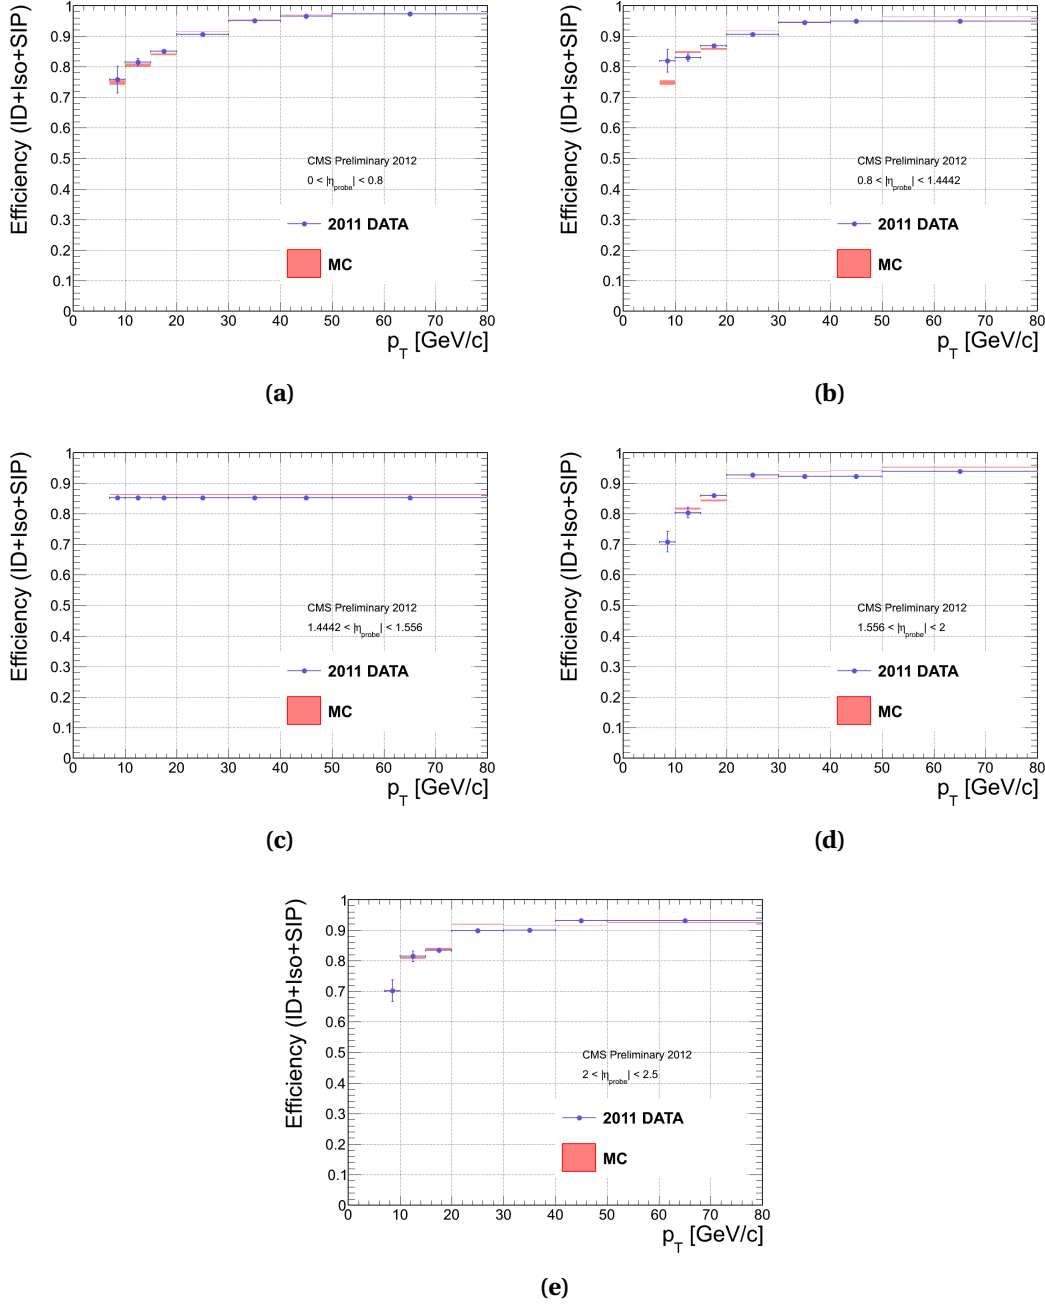 Efficiency (ID+Iso+SIP)
1
0.9
0.8
0.7
0.6
0.5
0.4
0.3
0.2
0.1
0
CMS Preliminary 2012
0 < |η_probe| < 0.8
2011 DATA
MC
0 10 20 30 40 50 60 70 80
p_T [GeV/c]
(a)
Efficiency (ID+Iso+SIP)
1
0.9
0.8
0.7
0.6
0.5
0.4
0.3
0.2
0.1
0
CMS Preliminary 2012
0.8 < |η_probe| < 1.4442
2011 DATA
MC
0 10 20 30 40 50 60 70 80
p_T [GeV/c]
(b)
Efficiency (ID+Iso+SIP)
1
0.9
0.8
0.7
0.6
0.5
0.4
0.3
0.2
0.1
0
CMS Preliminary 2012
1.4442 < |η_probe| < 1.556
2011 DATA
MC
0 10 20 30 40 50 60 70 80
p_T [GeV/c]
(c)
Efficiency (ID+Iso+SIP)
1
0.9
0.8
0.7
0.6
0.5
0.4
0.3
0.2
0.1
0
CMS Preliminary 2012
1.556 < |η_probe| < 2
2011 DATA
MC
0 10 20 30 40 50 60 70 80
p_T [GeV/c]
(d)
Efficiency (ID+Iso+SIP)
1
0.9
0.8
0.7
0.6
0.5
0.4
0.3
0.2
0.1
0
CMS Preliminary 2012
2 < |η_probe| < 2.5
2011 DATA
MC
0 10 20 30 40 50 60 70 80
p_T [GeV/c]
(e)